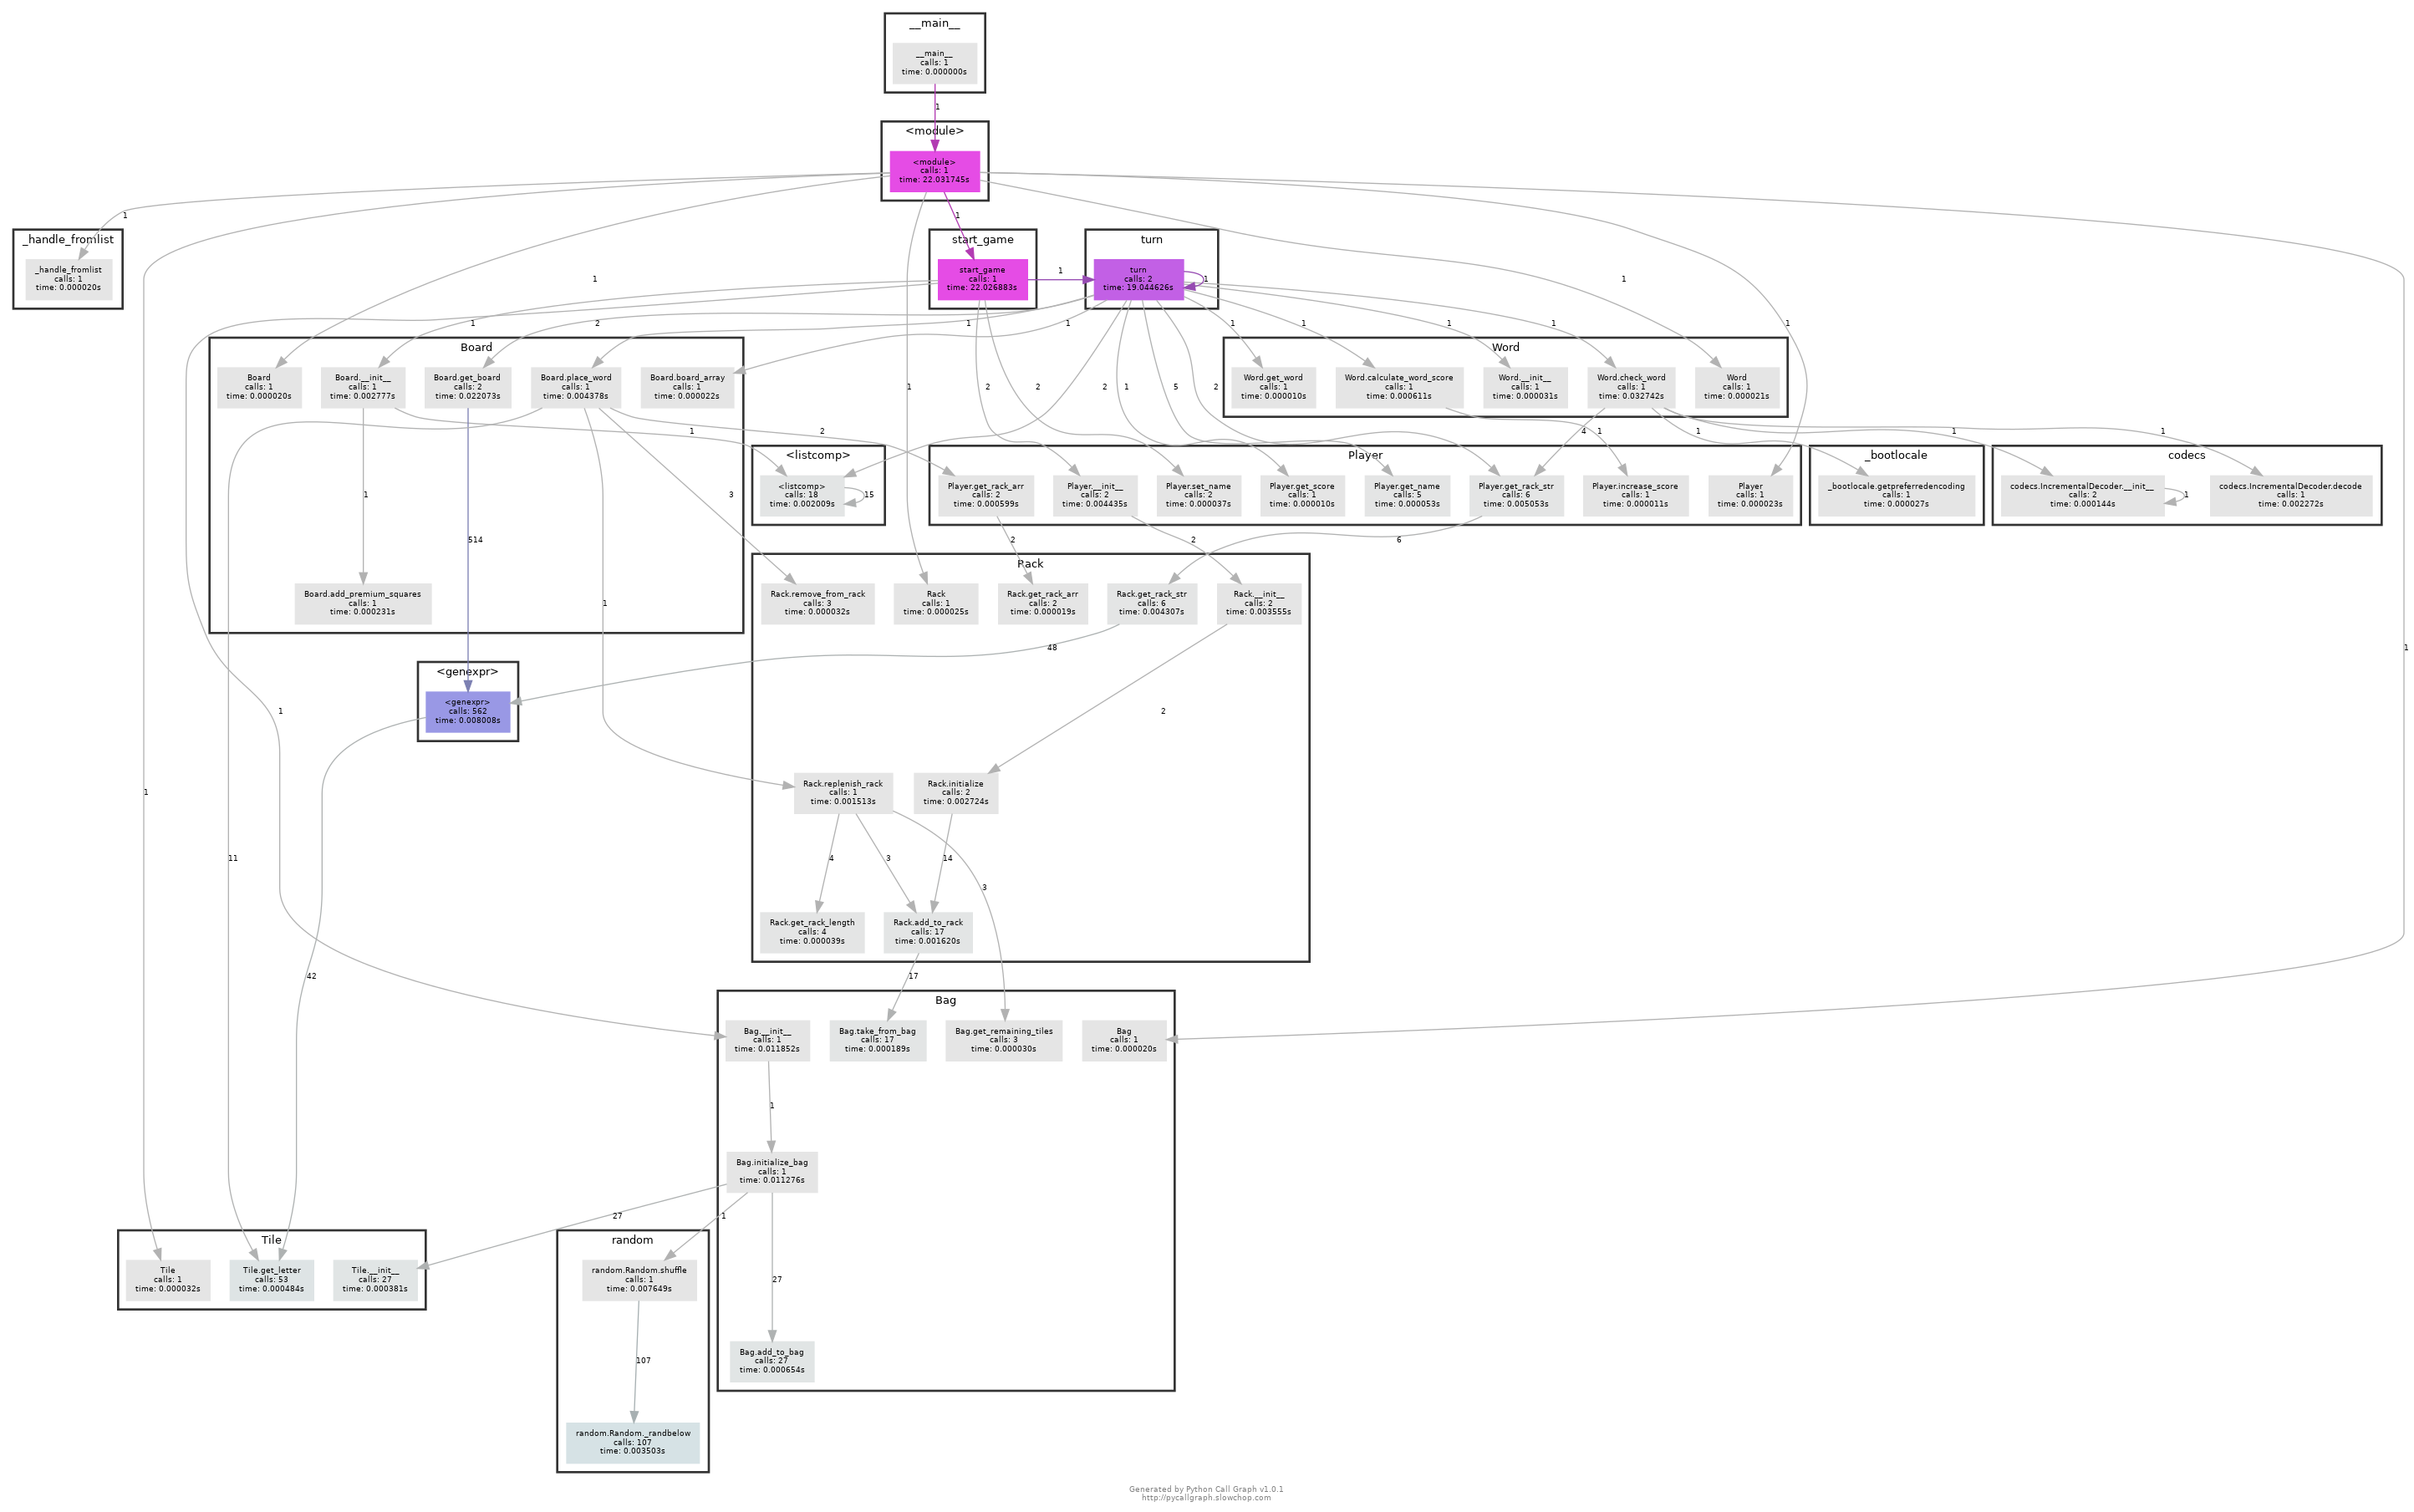 __main__
__main__
calls: 1
time: 0.000000s
1
<module>
<module>
calls: 1
time: 22.031745s
1
1
1
1
1
1
1
1
1
_handle_fromlist
_handle_fromlist
calls: 1
time: 0.000020s
start_game
start_game
calls: 1
time: 22.026883s
1
turn
turn
calls: 2
time: 19.044626s
1
1
2
1
1
1
1
1
1
2
2
2
1
5
2
1
Board
Board
calls: 1
time: 0.000020s
Board.__init__
calls: 1
time: 0.002777s
Board.get_board
calls: 2
time: 0.022073s
Board.place_word
calls: 1
time: 0.004378s
Board.board_array
calls: 1
time: 0.000022s
1
1
514
2
3
1
11
Board.add_premium_squares
calls: 1
time: 0.000231s
Word
Word.get_word
calls: 1
time: 0.000010s
Word.calculate_word_score
calls: 1
time: 0.000611s
Word.__init__
calls: 1
time: 0.000031s
Word.check_word
calls: 1
time: 0.032742s
Word
calls: 1
time: 0.000021s
1
4
1
1
1
<listcomp>
<listcomp>
calls: 18
time: 0.002009s
15
Player
Player.get_rack_arr
calls: 2
time: 0.000599s
Player.__init__
calls: 2
time: 0.004435s
Player.set_name
calls: 2
time: 0.000037s
Player.get_score
calls: 1
time: 0.000010s
Player.get_name
calls: 5
time: 0.000053s
Player.get_rack_str
calls: 6
time: 0.005053s
Player.increase_score
calls: 1
time: 0.000011s
Player
calls: 1
time: 0.000023s
2
2
6
_bootlocale
_bootlocale.getpreferredencoding
calls: 1
time: 0.000027s
codecs
codecs.IncrementalDecoder.__init__
calls: 2
time: 0.000144s
1
codecs.IncrementalDecoder.decode
calls: 1
time: 0.002272s
Rack
Rack.remove_from_rack
calls: 3
time: 0.000032s
Rack
calls: 1
time: 0.000025s
Rack.get_rack_arr
calls: 2
time: 0.000019s
Rack.get_rack_str
calls: 6
time: 0.004307s
Rack.__init__
calls: 2
time: 0.003555s
48
2
Rack.replenish_rack
calls: 1
time: 0.001513s
Rack.initialize
calls: 2
time: 0.002724s
4
3
14
3
Rack.get_rack_length
calls: 4
time: 0.000039s
Rack.add_to_rack
calls: 17
time: 0.001620s
17
<genexpr>
<genexpr>
calls: 562
time: 0.008008s
42
Bag
Bag.__init__
calls: 1
time: 0.011852s
Bag.take_from_bag
calls: 17
time: 0.000189s
Bag.get_remaining_tiles
calls: 3
time: 0.000030s
Bag
calls: 1
time: 0.000020s
1
Bag.initialize_bag
calls: 1
time: 0.011276s
27
1
27
Bag.add_to_bag
calls: 27
time: 0.000654s
Tile
Tile
calls: 1
time: 0.000032s
Tile.get_letter
calls: 53
time: 0.000484s
Tile.__init__
calls: 27
time: 0.000381s
random
random.Random.shuffle
calls: 1
time: 0.007649s
107
random.Random._randbelow
calls: 107
time: 0.003503s
Generated by Python Call Graph v1.0.1
http://pycallgraph.slowchop.com